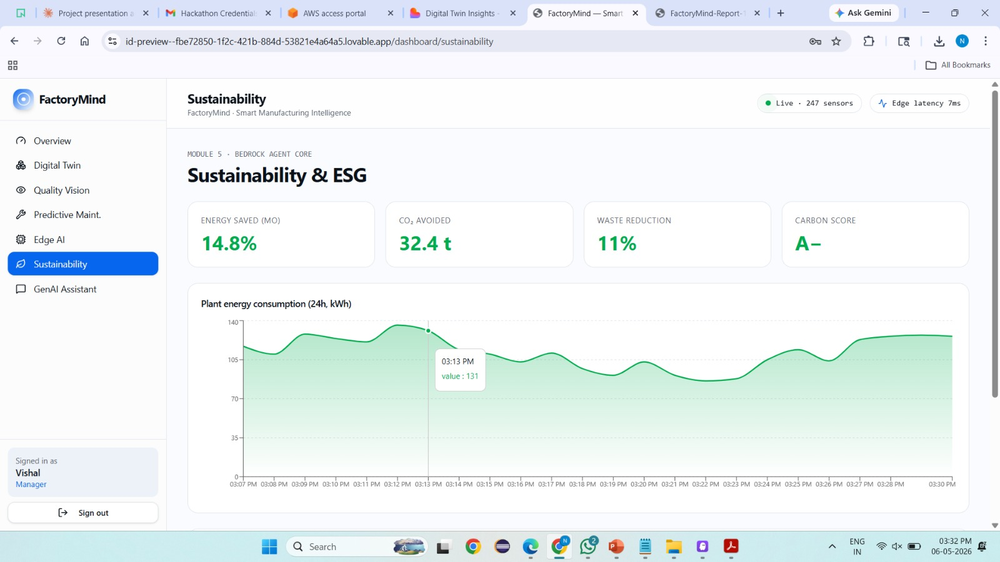 Project presentation a
Hackathon Credential
AWS access portal
Digital Twin Insights -
FactoryMind — Smart
FactoryMind-Report-
Ask Gemini
id-preview--fbe72850-1f2c-421b-884d-53821e4a64a5.lovable.app/dashboard/sustainability
N
All Bookmarks
FactoryMind
Overview
Digital Twin
Quality Vision
Predictive Maint.
Edge AI
Sustainability
GenAI Assistant
Signed in as
Vishal
Manager
Sign out
Sustainability
FactoryMind · Smart Manufacturing Intelligence
Live · 247 sensors
Edge latency 7ms
MODULE 5 · BEDROCK AGENT CORE
Sustainability & ESG
ENERGY SAVED (MO)
14.8%
CO₂ AVOIDED
32.4 t
WASTE REDUCTION
11%
CARBON SCORE
A−
Plant energy consumption (24h, kWh)
140
105
70
35
0
03:13 PM
value : 131
03:07 PM 03:08 PM 03:09 PM 03:10 PM 03:11 PM 03:12 PM 03:13 PM 03:14 PM 03:15 PM 03:16 PM 03:17 PM 03:18 PM 03:19 PM 03:20 PM 03:21 PM 03:22 PM 03:23 PM 03:24 PM 03:25 PM 03:26 PM 03:27 PM 03:28 PM 03:30 PM
Search
N
2
ENG
IN
03:32 PM
06-05-2026